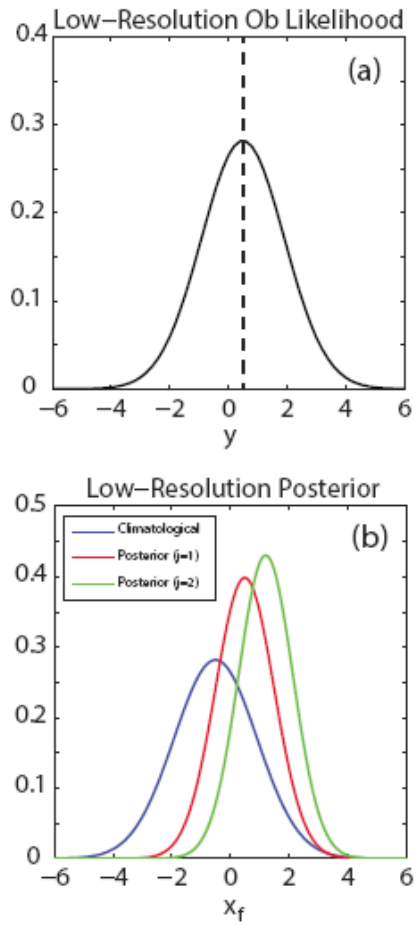 Low−Resolution Ob Likelihood
(a)
0.4
0.3
0.2
0.1
0
−6 −4 −2 0 2 4 6
y
Low−Resolution Posterior
(b)
0.5
0.4
0.3
0.2
0.1
0
Climatological
Posterior (j=1)
Posterior (j=2)
−6 −4 −2 0 2 4 6
x_f